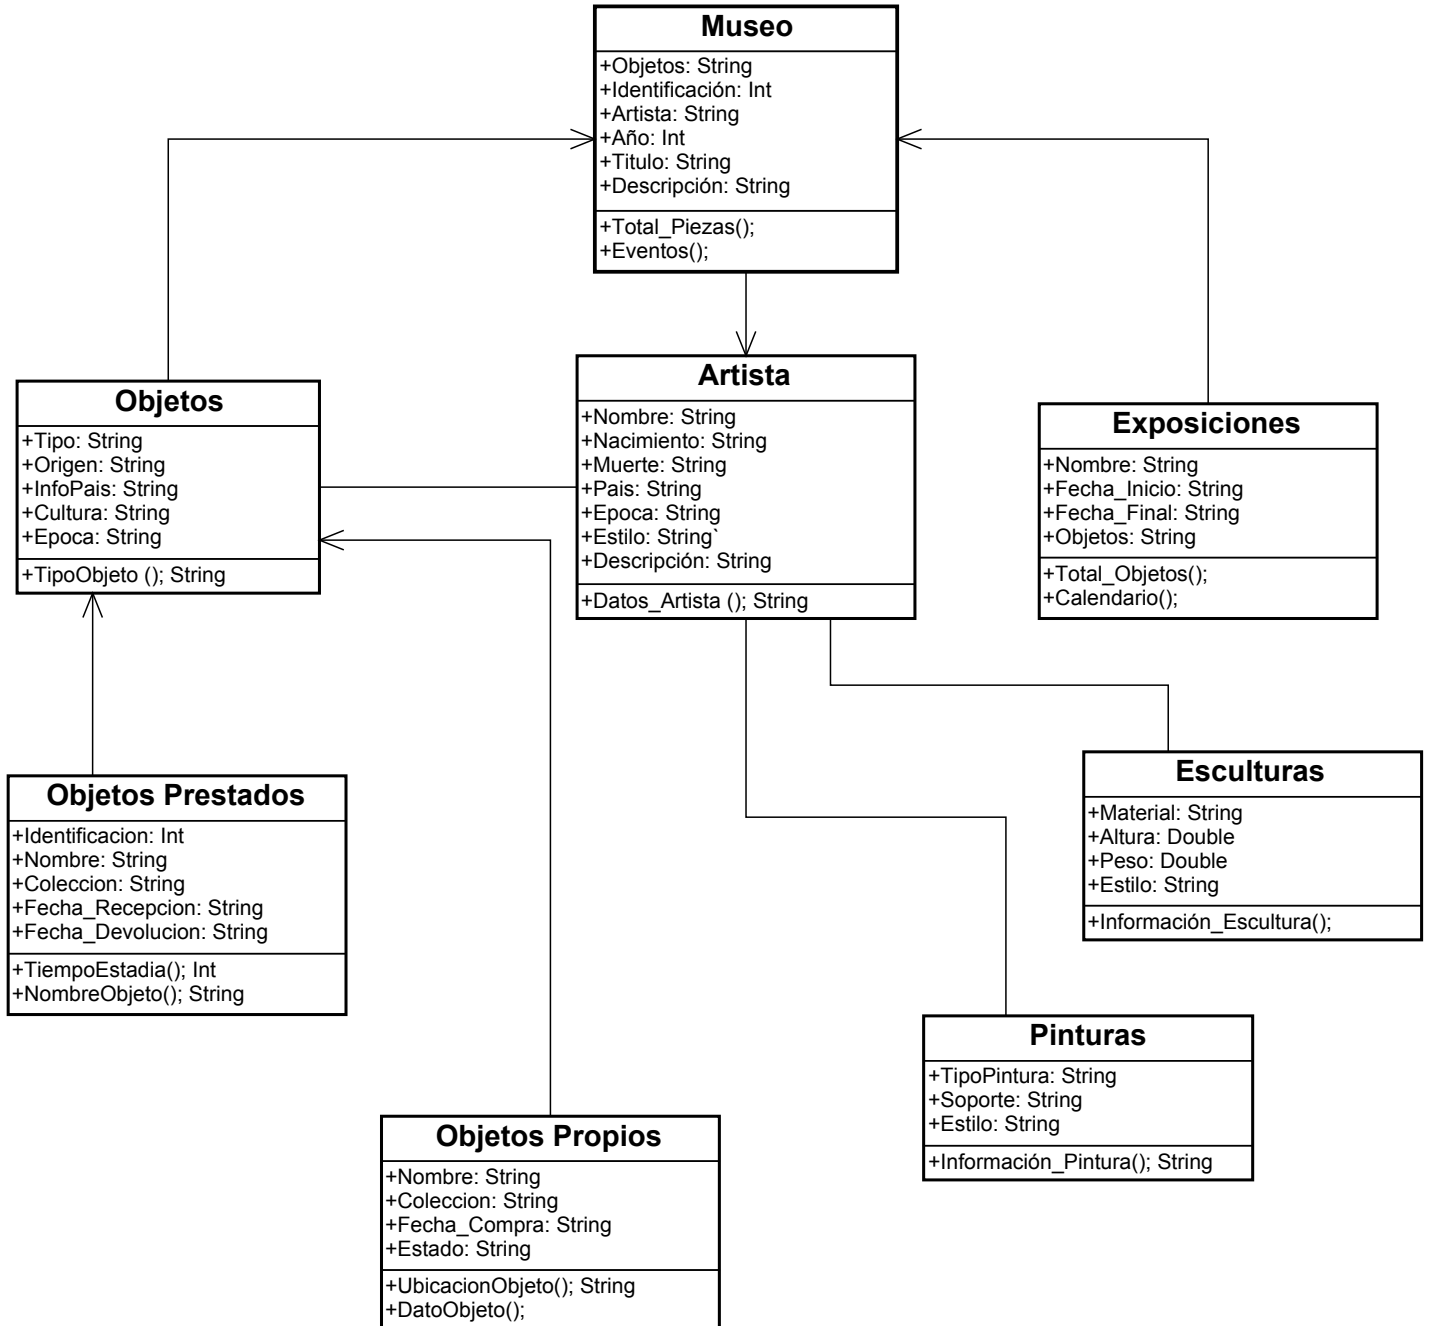 Museo
+Objetos: String
+Identificación: Int
+Artista: String
+Año: Int
+Titulo: String
+Descripción: String
+Total_Piezas();
+Eventos();
Objetos
+Tipo: String
+Origen: String
+InfoPais: String
+Cultura: String
+Epoca: String
+TipoObjeto (); String
Artista
+Nombre: String
+Nacimiento: String
+Muerte: String
+Pais: String
+Epoca: String
+Estilo: String`
+Descripción: String
+Datos_Artista (); String
Exposiciones
+Nombre: String
+Fecha_Inicio: String
+Fecha_Final: String
+Objetos: String
+Total_Objetos();
+Calendario();
Objetos Prestados
+Identificacion: Int
+Nombre: String
+Coleccion: String
+Fecha_Recepcion: String
+Fecha_Devolucion: String
+TiempoEstadia(); Int
+NombreObjeto(); String
Esculturas
+Material: String
+Altura: Double
+Peso: Double
+Estilo: String
+Información_Escultura();
Pinturas
+TipoPintura: String
+Soporte: String
+Estilo: String
+Información_Pintura(); String
Objetos Propios
+Nombre: String
+Coleccion: String
+Fecha_Compra: String
+Estado: String
+UbicacionObjeto(); String
+DatoObjeto();